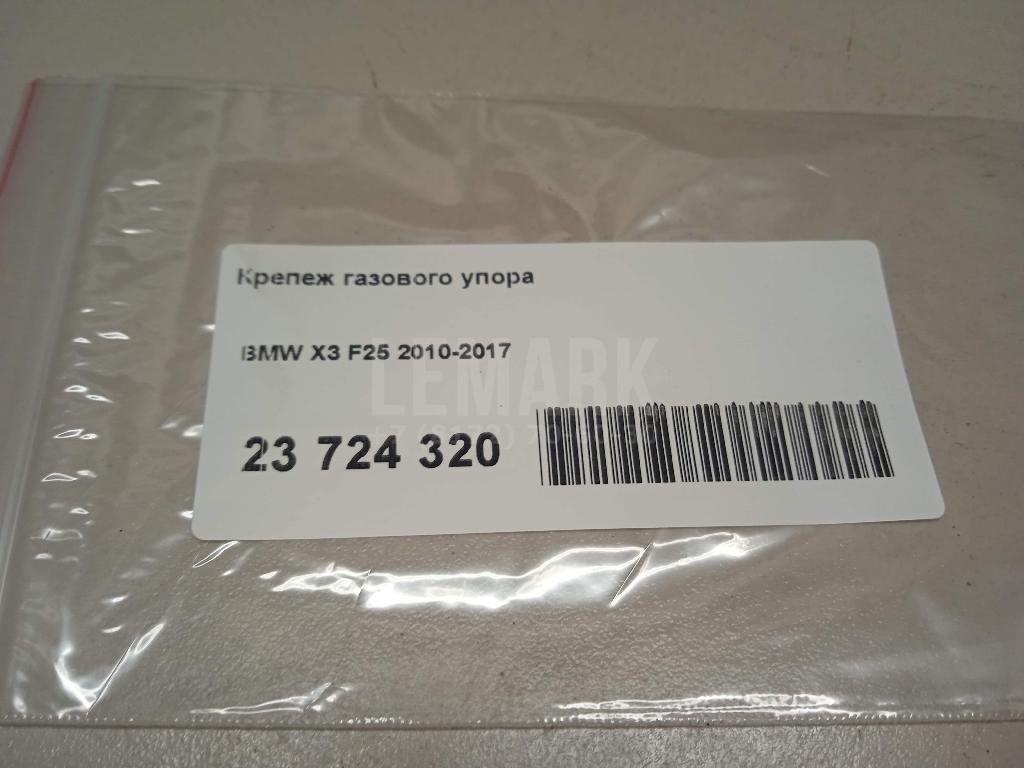 Крепеж газового упора
BMW X3 F25 2010-2017
LEMARK
23 724 320